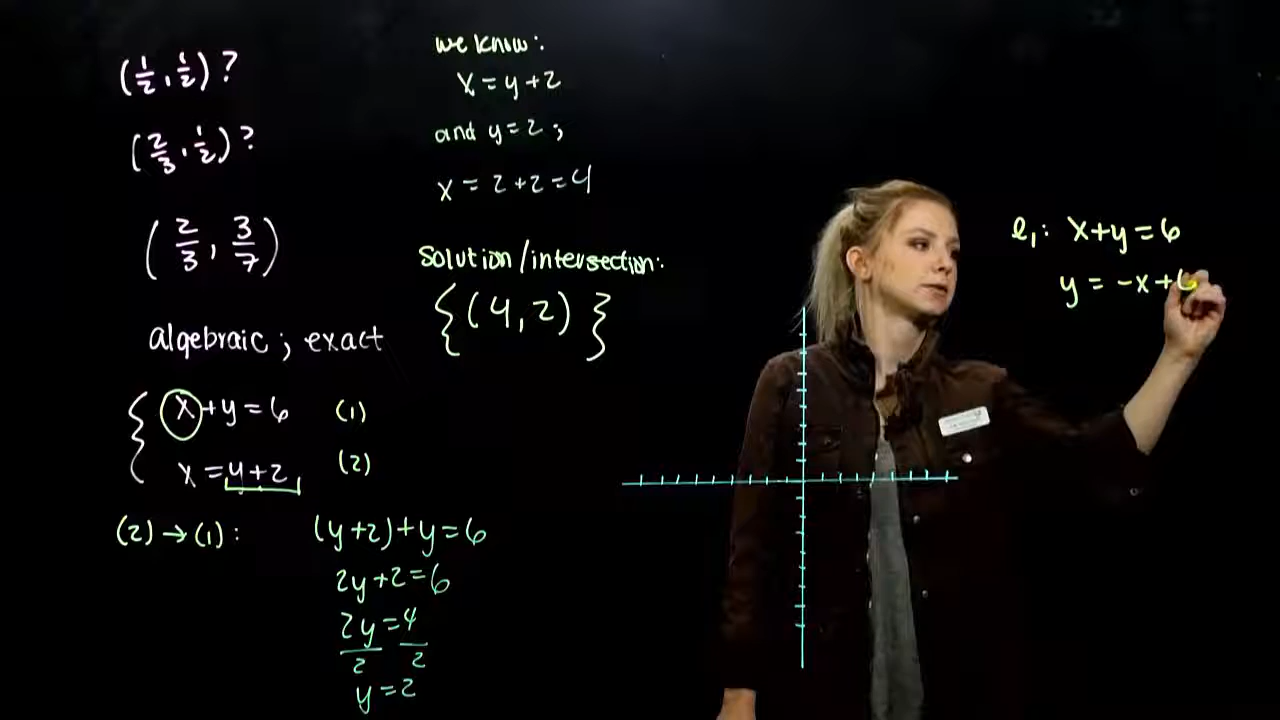 (1/2, 1/2)?
(2/3, 1/2)?
(2/3, 3/7)
algebraic ; exact
{ x+y=6 (1)
x=y+2 (2)
(2)→(1): (y+2)+y=6
2y+2=6
2y=4
2 2
y=2
we know:
x=y+2
and y=2;
x=2+2=4
solution/intersection:
{(4,2)}
l₁: x+y=6
y=-x+6